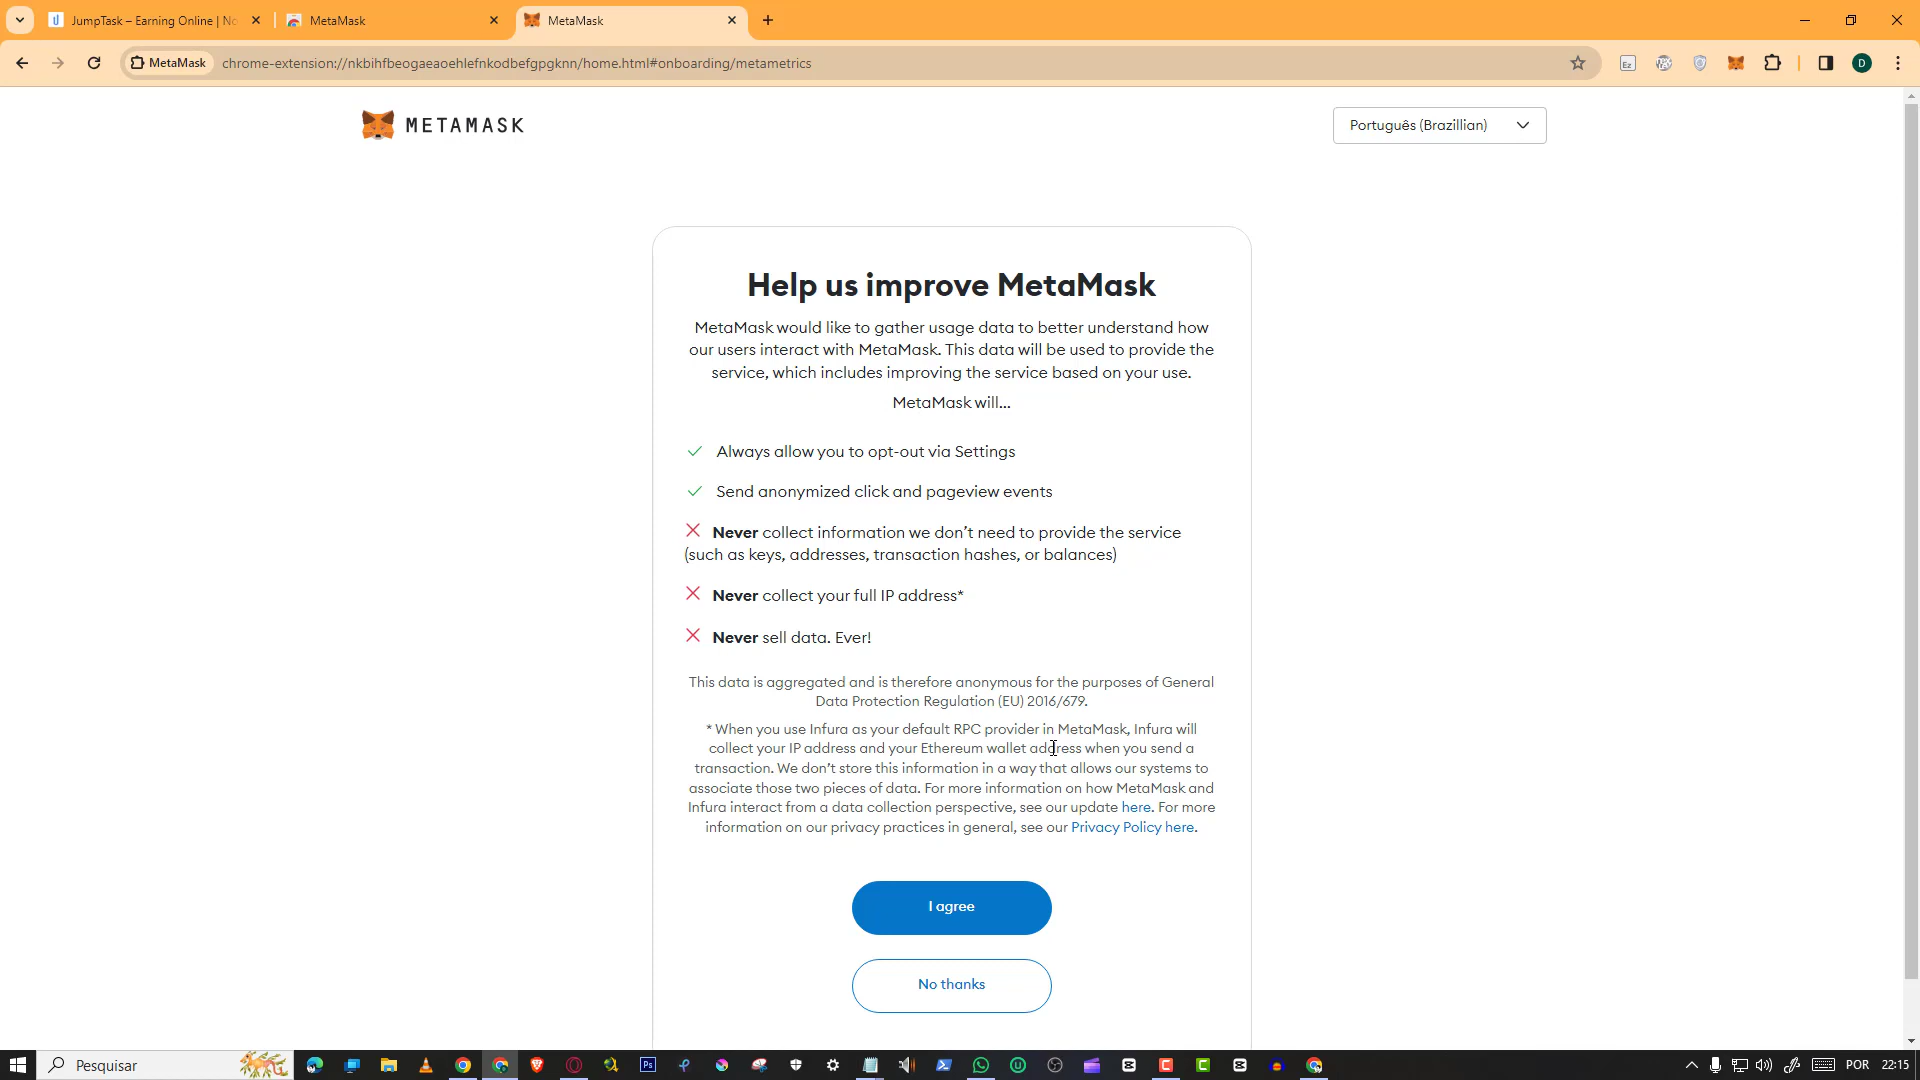 JumpTask – Earning Online | No
MetaMask
MetaMask
MetaMask
chrome-extension://nkbihfbeogaeaoehlefnkodbefgpgknn/home.html#onboarding/metametrics
D
METAMASK
Português (Brazillian)
Help us improve MetaMask
MetaMask would like to gather usage data to better understand how
our users interact with MetaMask. This data will be used to provide the
service, which includes improving the service based on your use.
MetaMask will...
Always allow you to opt-out via Settings
Send anonymized click and pageview events
Never collect information we don’t need to provide the service
(such as keys, addresses, transaction hashes, or balances)
Never collect your full IP address*
Never sell data. Ever!
This data is aggregated and is therefore anonymous for the purposes of General
Data Protection Regulation (EU) 2016/679.
* When you use Infura as your default RPC provider in MetaMask, Infura will
collect your IP address and your Ethereum wallet address when you send a
transaction. We don’t store this information in a way that allows our systems to
associate those two pieces of data. For more information on how MetaMask and
Infura interact from a data collection perspective, see our update here. For more
information on our privacy practices in general, see our Privacy Policy here.
I agree
No thanks
Pesquisar
Ps
POR
22:15